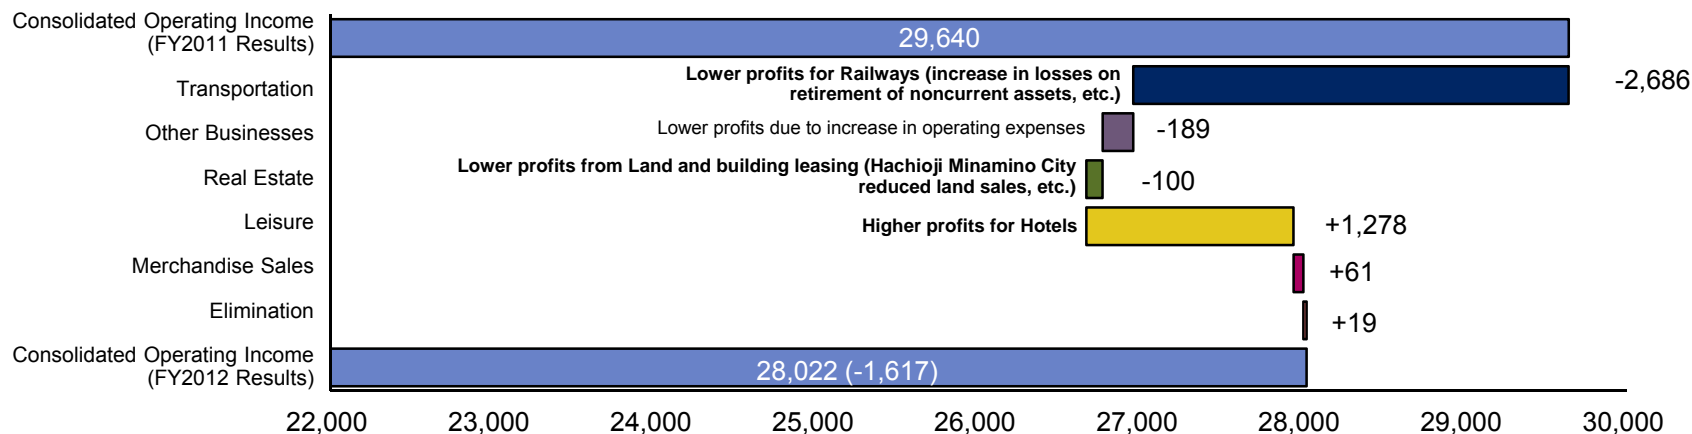 Consolidated Operating Income
(FY2011 Results)
29,640
Transportation
Lower profits for Railways (increase in losses on
retirement of noncurrent assets, etc.)
-2,686
Other Businesses
Lower profits due to increase in operating expenses
-189
Real Estate
Lower profits from Land and building leasing (Hachioji Minamino City
reduced land sales, etc.)
-100
Leisure
Higher profits for Hotels
+1,278
Merchandise Sales
+61
Elimination
+19
Consolidated Operating Income
(FY2012 Results)
28,022 (-1,617)
22,000 23,000 24,000 25,000 26,000 27,000 28,000 29,000 30,000